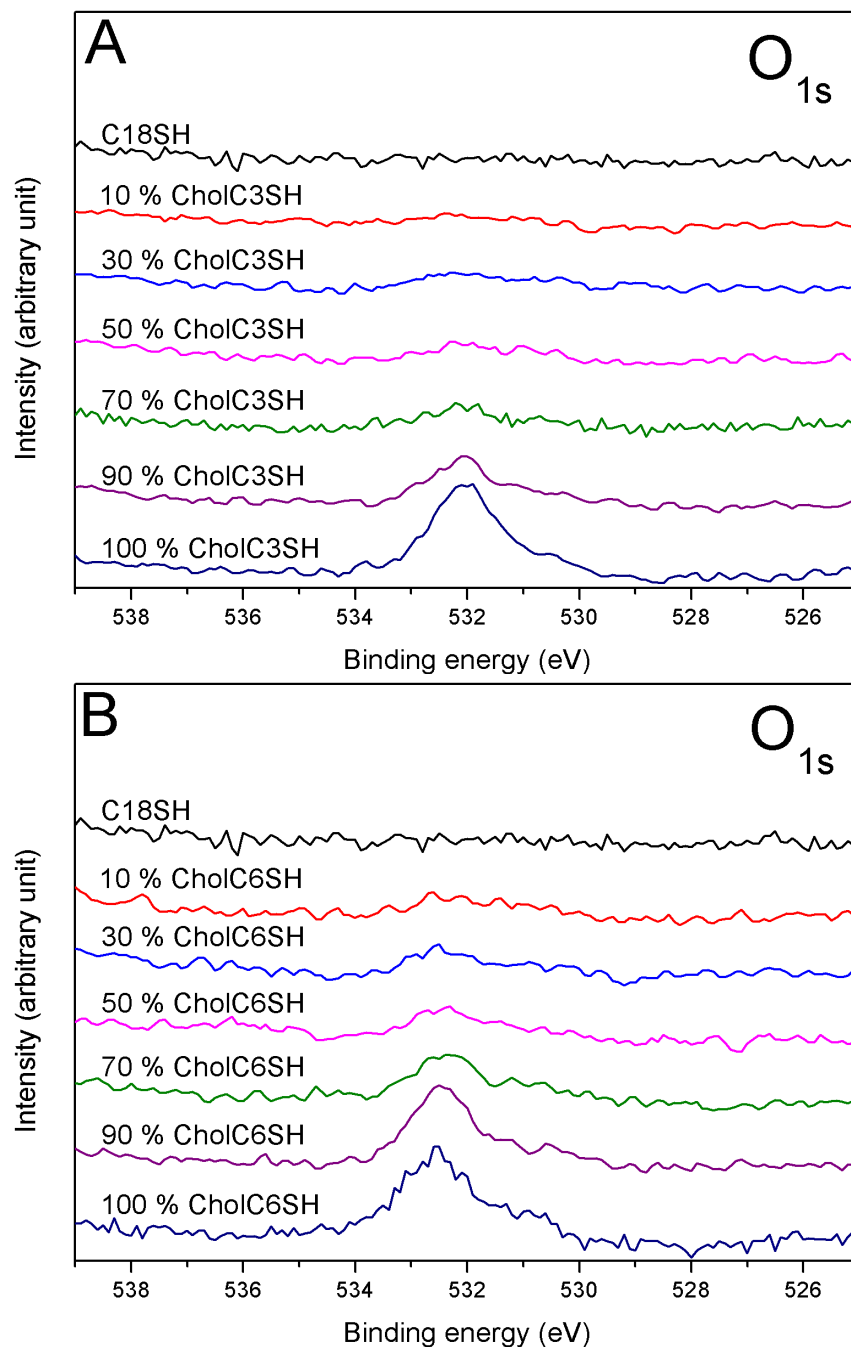 A
O1s
C18SH
10 % CholC3SH
30 % CholC3SH
50 % CholC3SH
70 % CholC3SH
90 % CholC3SH
100 % CholC3SH
Intensity (arbitrary unit)
538 536 534 532 530 528 526
Binding energy (eV)
B
O1s
C18SH
10 % CholC6SH
30 % CholC6SH
50 % CholC6SH
70 % CholC6SH
90 % CholC6SH
100 % CholC6SH
Intensity (arbitrary unit)
538 536 534 532 530 528 526
Binding energy (eV)